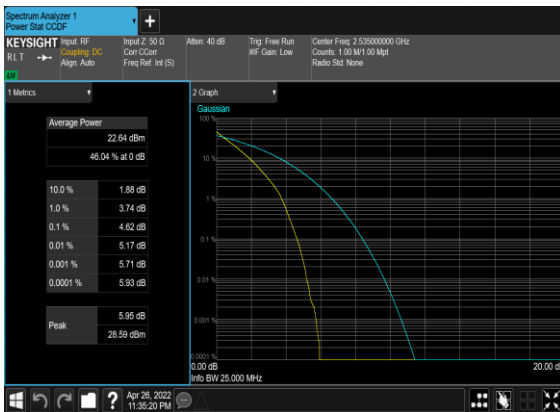 Spectrum Analyzer 1
Power Stat CCDF
KEYSIGHT
RLT
Input: RF
Coupling: DC
Align: Auto
Input Z: 50 Ω
Corr CCorr
Freq Ref: Int (S)
Atten: 40 dB
Trig: Free Run
#IF Gain: Low
Center Freq: 2.535000000 GHz
Counts: 1.00 M/1.00 Mpt
Radio Std: None
1 Metrics
Average Power
22.64 dBm
46.04 % at 0 dB
10.0 % 1.88 dB
1.0 % 3.74 dB
0.1 % 4.62 dB
0.01 % 5.17 dB
0.001 % 5.71 dB
0.0001 % 5.93 dB
Peak
5.95 dB
28.59 dBm
2 Graph
Gaussian
100 %
10 %
1 %
0.1 %
0.01 %
0.001 %
0.0001 %
0.00 dB
20.00 d
Info BW 25.000 MHz
Apr 26, 2022
11:35:20 PM